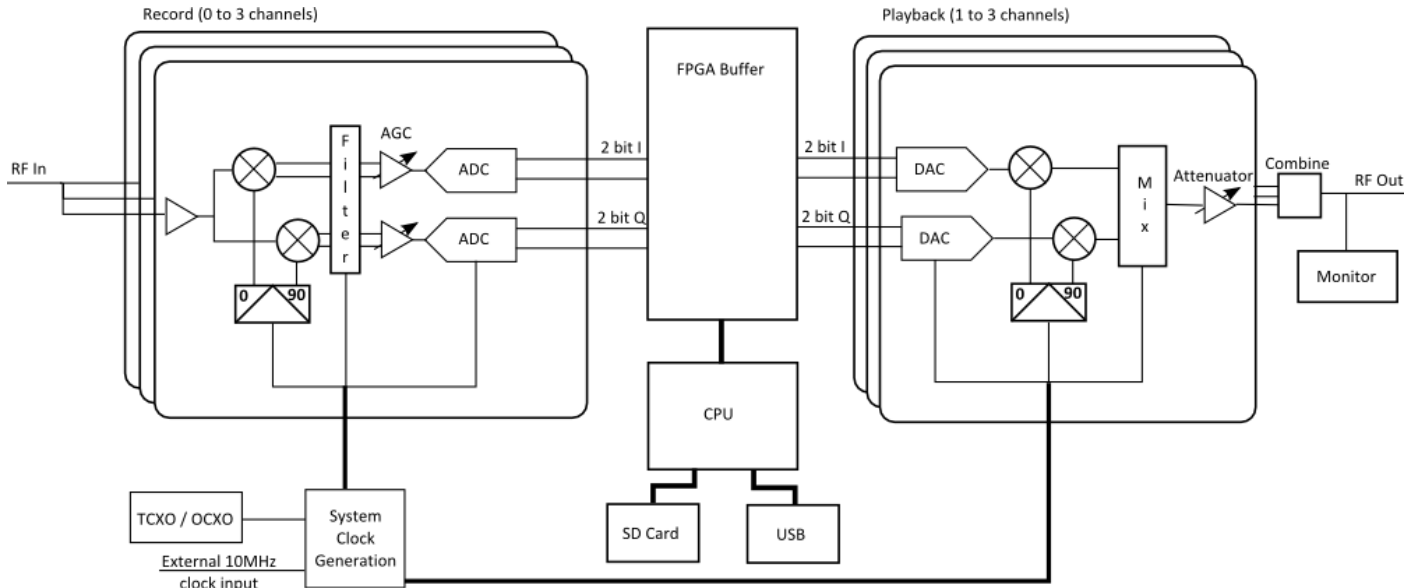 Record (0 to 3 channels)
Playback (1 to 3 channels)
FPGA Buffer
RF In
Filter
AGC
ADC
2 bit I
ADC
2 bit Q
0
90
2 bit I
DAC
2 bit Q
DAC
0
90
Mix
Attenuator
Combine
RF Out
Monitor
CPU
SD Card
USB
TCXO / OCXO
System
Clock
Generation
External 10MHz
clock input